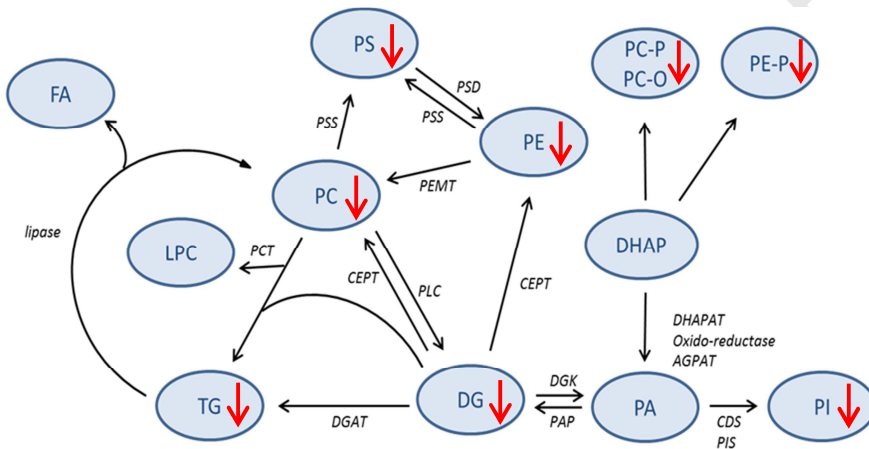 PS
PC-P
PC-O
PE-P
FA
PSD
PSS
PSS
PE
PEMT
PC
lipase
LPC
PCT
CEPT
PLC
CEPT
DHAP
DHAPAT
Oxido-reductase
AGPAT
TG
DGAT
DG
DGK
PAP
PA
CDS
PIS
PI